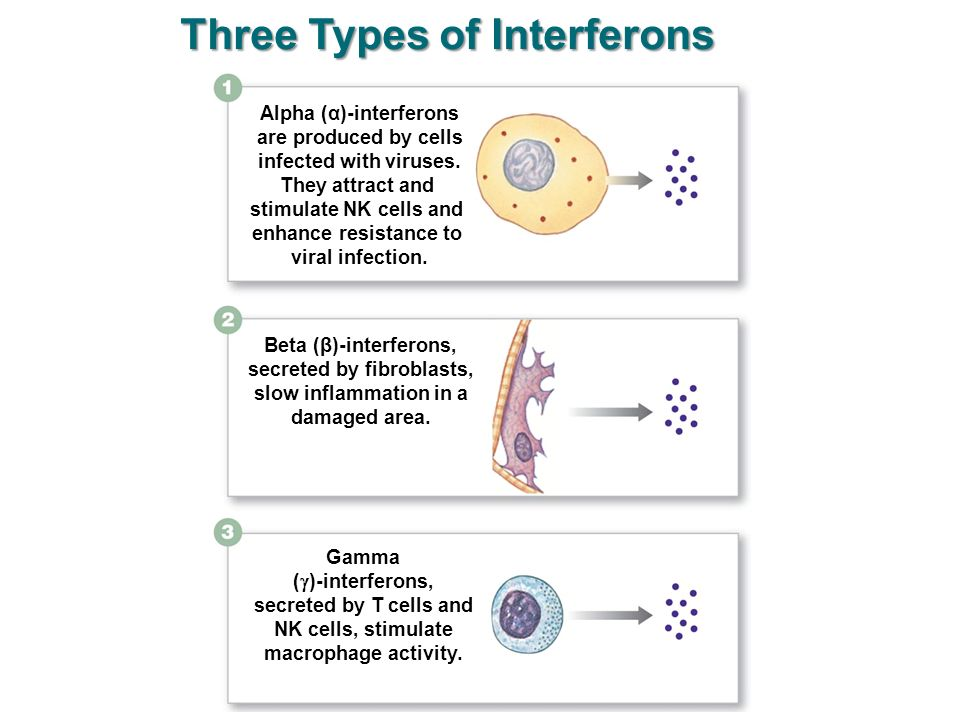 Three Types of Interferons
1
Alpha (α)-interferons
are produced by cells
infected with viruses.
They attract and
stimulate NK cells and
enhance resistance to
viral infection.
2
Beta (β)-interferons,
secreted by fibroblasts,
slow inflammation in a
damaged area.
3
Gamma
(γ)-interferons,
secreted by T cells and
NK cells, stimulate
macrophage activity.